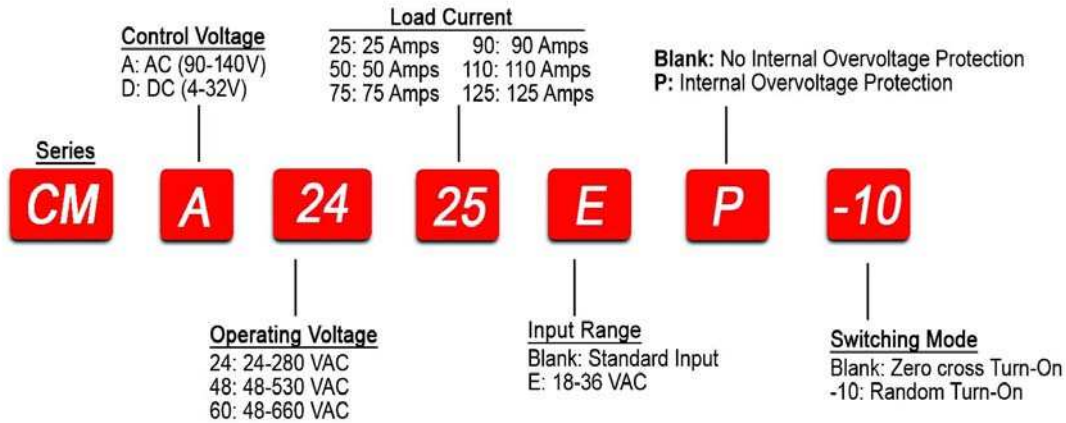 Load Current
25: 25 Amps 90: 90 Amps
50: 50 Amps 110: 110 Amps
75: 75 Amps 125: 125 Amps
Control Voltage
A: AC (90-140V)
D: DC (4-32V)
Blank: No Internal Overvoltage Protection
P: Internal Overvoltage Protection
Series
CM A 24 25 E P -10
Operating Voltage
24: 24-280 VAC
48: 48-530 VAC
60: 48-660 VAC
Input Range
Blank: Standard Input
E: 18-36 VAC
Switching Mode
Blank: Zero cross Turn-On
-10: Random Turn-On